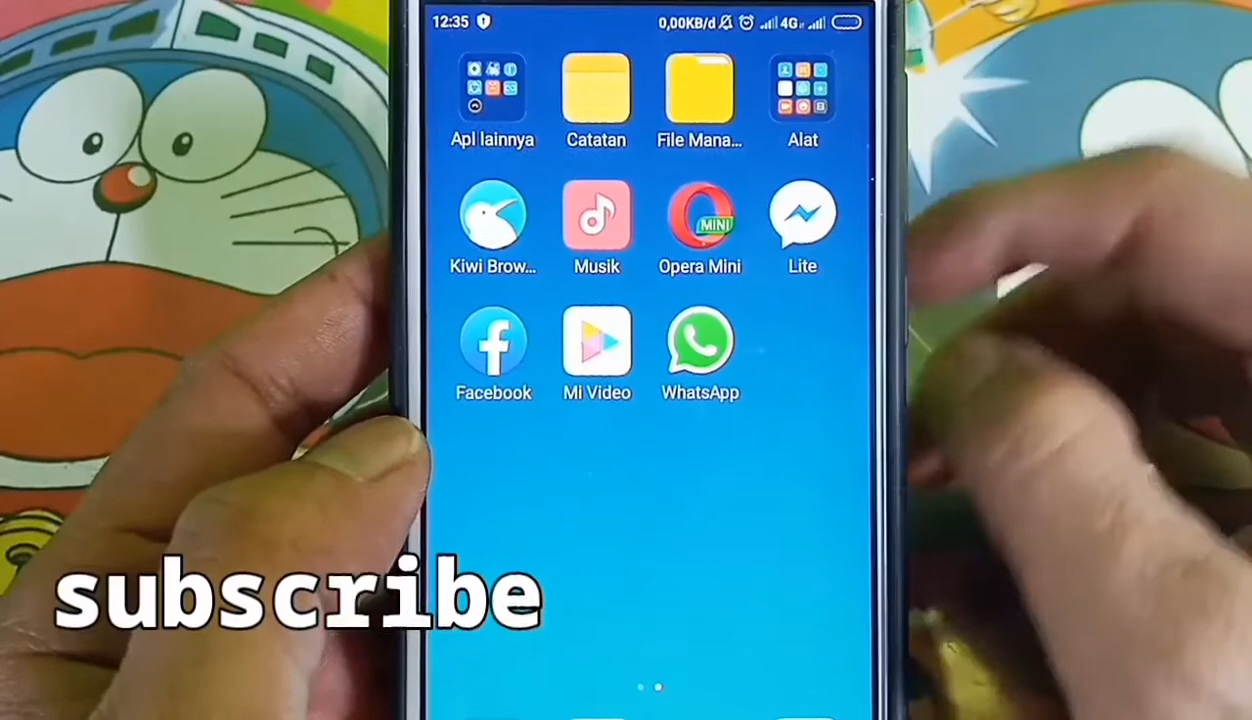 12:35 0,00KB/d 4G
Apl lainnya Catatan File Mana... Alat
MINI
Kiwi Brow... Musik Opera Mini Lite
Facebook Mi Video WhatsApp
subscribe